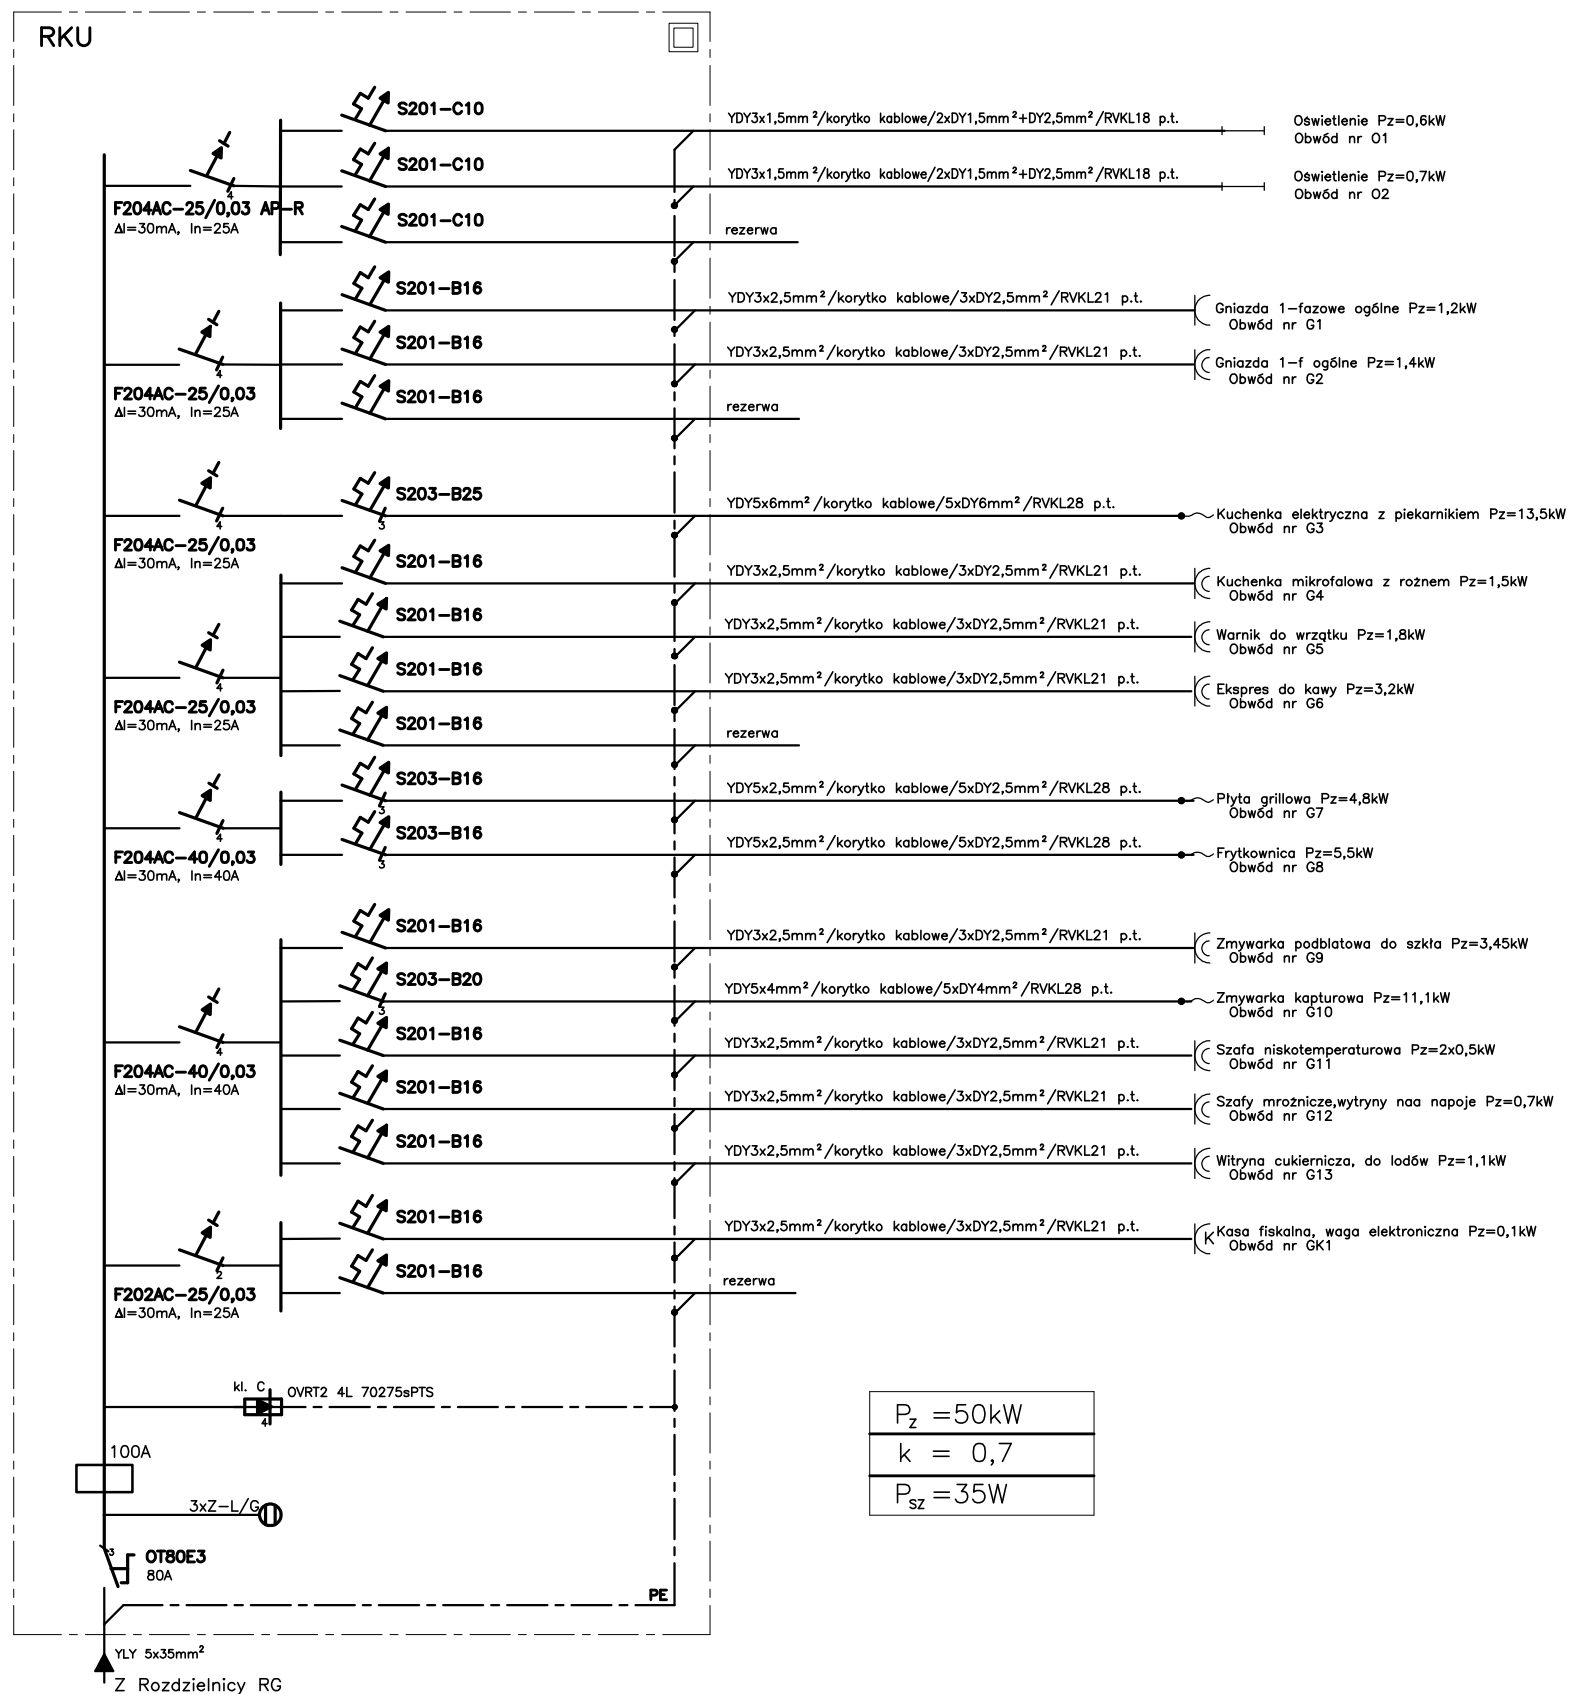 RKU
S201-C10
YDY3x1,5mm²/korytko kablowe/2xDY1,5mm²+DY2,5mm²/RVKL18 p.t.
Oświetlenie Pz=0,6kW
Obwód nr O1
S201-C10
YDY3x1,5mm²/korytko kablowe/2xDY1,5mm²+DY2,5mm²/RVKL18 p.t.
Oświetlenie Pz=0,7kW
Obwód nr O2
4
F204AC-25/0,03 AP-R
ΔI=30mA, In=25A
S201-C10
rezerwa
S201-B16
YDY3x2,5mm²/korytko kablowe/3xDY2,5mm²/RVKL21 p.t.
Gniazda 1-fazowe ogólne Pz=1,2kW
Obwód nr G1
S201-B16
YDY3x2,5mm²/korytko kablowe/3xDY2,5mm²/RVKL21 p.t.
Gniazda 1-f ogólne Pz=1,4kW
Obwód nr G2
4
F204AC-25/0,03
ΔI=30mA, In=25A
S201-B16
rezerwa
S203-B25
3
YDY5x6mm²/korytko kablowe/5xDY6mm²/RVKL28 p.t.
Kuchenka elektryczna z piekarnikiem Pz=13,5kW
Obwód nr G3
4
F204AC-25/0,03
ΔI=30mA, In=25A
S201-B16
YDY3x2,5mm²/korytko kablowe/3xDY2,5mm²/RVKL21 p.t.
Kuchenka mikrofalowa z rożnem Pz=1,5kW
Obwód nr G4
S201-B16
YDY3x2,5mm²/korytko kablowe/3xDY2,5mm²/RVKL21 p.t.
Warnik do wrzątku Pz=1,8kW
Obwód nr G5
S201-B16
YDY3x2,5mm²/korytko kablowe/3xDY2,5mm²/RVKL21 p.t.
Ekspres do kawy Pz=3,2kW
Obwód nr G6
4
F204AC-25/0,03
ΔI=30mA, In=25A
S201-B16
rezerwa
S203-B16
3
YDY5x2,5mm²/korytko kablowe/5xDY2,5mm²/RVKL28 p.t.
Płyta grillowa Pz=4,8kW
Obwód nr G7
4
F204AC-40/0,03
ΔI=30mA, In=40A
S203-B16
3
YDY5x2,5mm²/korytko kablowe/5xDY2,5mm²/RVKL28 p.t.
Frytkownica Pz=5,5kW
Obwód nr G8
S201-B16
YDY3x2,5mm²/korytko kablowe/3xDY2,5mm²/RVKL21 p.t.
Zmywarka podblatowa do szkła Pz=3,45kW
Obwód nr G9
S203-B20
3
YDY5x4mm²/korytko kablowe/5xDY4mm²/RVKL28 p.t.
Zmywarka kapturowa Pz=11,1kW
Obwód nr G10
S201-B16
YDY3x2,5mm²/korytko kablowe/3xDY2,5mm²/RVKL21 p.t.
Szafa niskotemperaturowa Pz=2x0,5kW
Obwód nr G11
4
F204AC-40/0,03
ΔI=30mA, In=40A
S201-B16
YDY3x2,5mm²/korytko kablowe/3xDY2,5mm²/RVKL21 p.t.
Szafy mroźnicze,wytryny naa napoje Pz=0,7kW
Obwód nr G12
S201-B16
YDY3x2,5mm²/korytko kablowe/3xDY2,5mm²/RVKL21 p.t.
Witryna cukiernicza, do lodów Pz=1,1kW
Obwód nr G13
S201-B16
YDY3x2,5mm²/korytko kablowe/3xDY2,5mm²/RVKL21 p.t.
K
Kasa fiskalna, waga elektroniczna Pz=0,1kW
Obwód nr GK1
2
F202AC-25/0,03
ΔI=30mA, In=25A
S201-B16
rezerwa
kl. C
4
OVRT2 4L 70275sPTS
Pz =50kW
k = 0,7
Psz =35W
100A
3xZ-L/G
3
OT80E3
80A
PE
YLY 5x35mm²
Z Rozdzielnicy RG